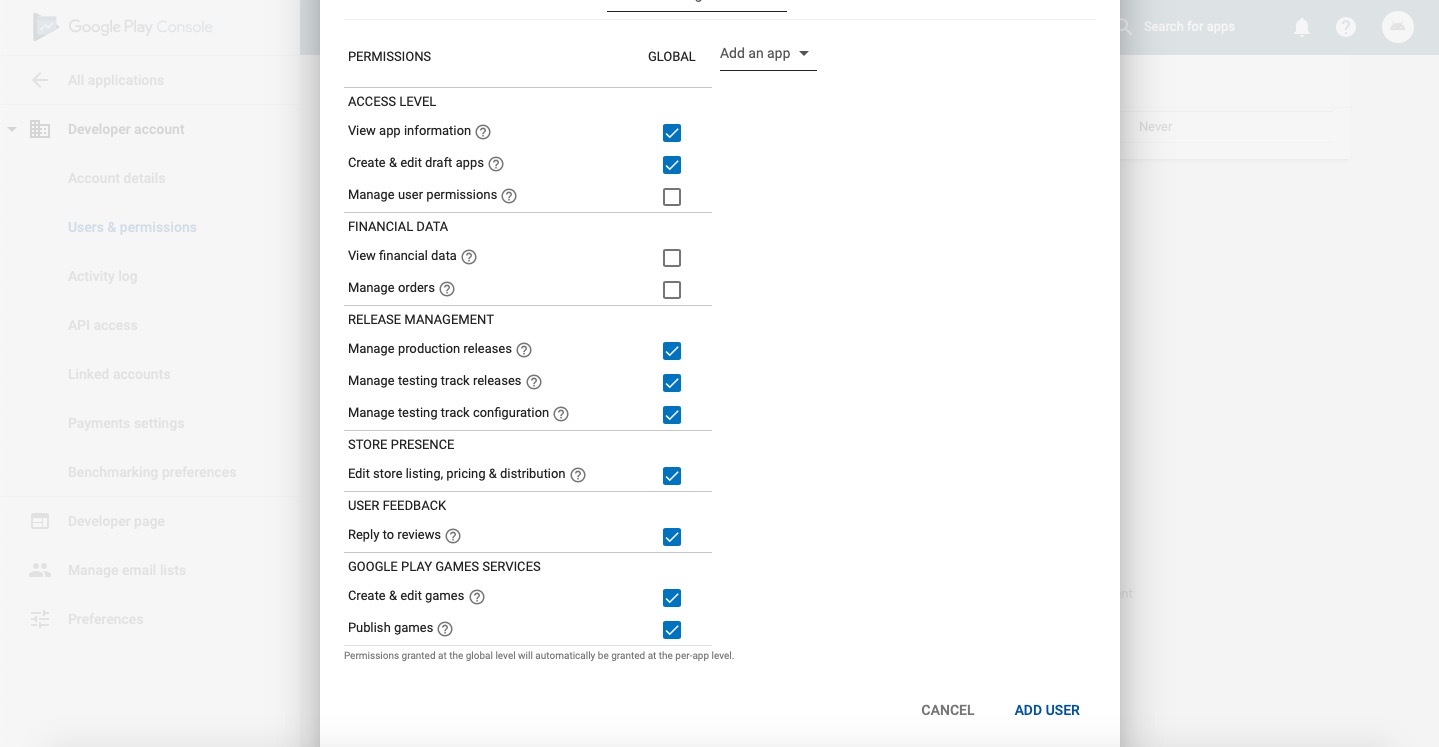 Google Play Console
Search for apps
All applications
Developer account
Account details
Users & permissions
Activity log
API access
Linked accounts
Payments settings
Benchmarking preferences
Developer page
Manage email lists
Preferences
Never
PERMISSIONS GLOBAL Add an app
ACCESS LEVEL
View app information
Create & edit draft apps
Manage user permissions
FINANCIAL DATA
View financial data
Manage orders
RELEASE MANAGEMENT
Manage production releases
Manage testing track releases
Manage testing track configuration
STORE PRESENCE
Edit store listing, pricing & distribution
USER FEEDBACK
Reply to reviews
GOOGLE PLAY GAMES SERVICES
Create & edit games
Publish games
Permissions granted at the global level will automatically be granted at the per-app level.
CANCEL ADD USER